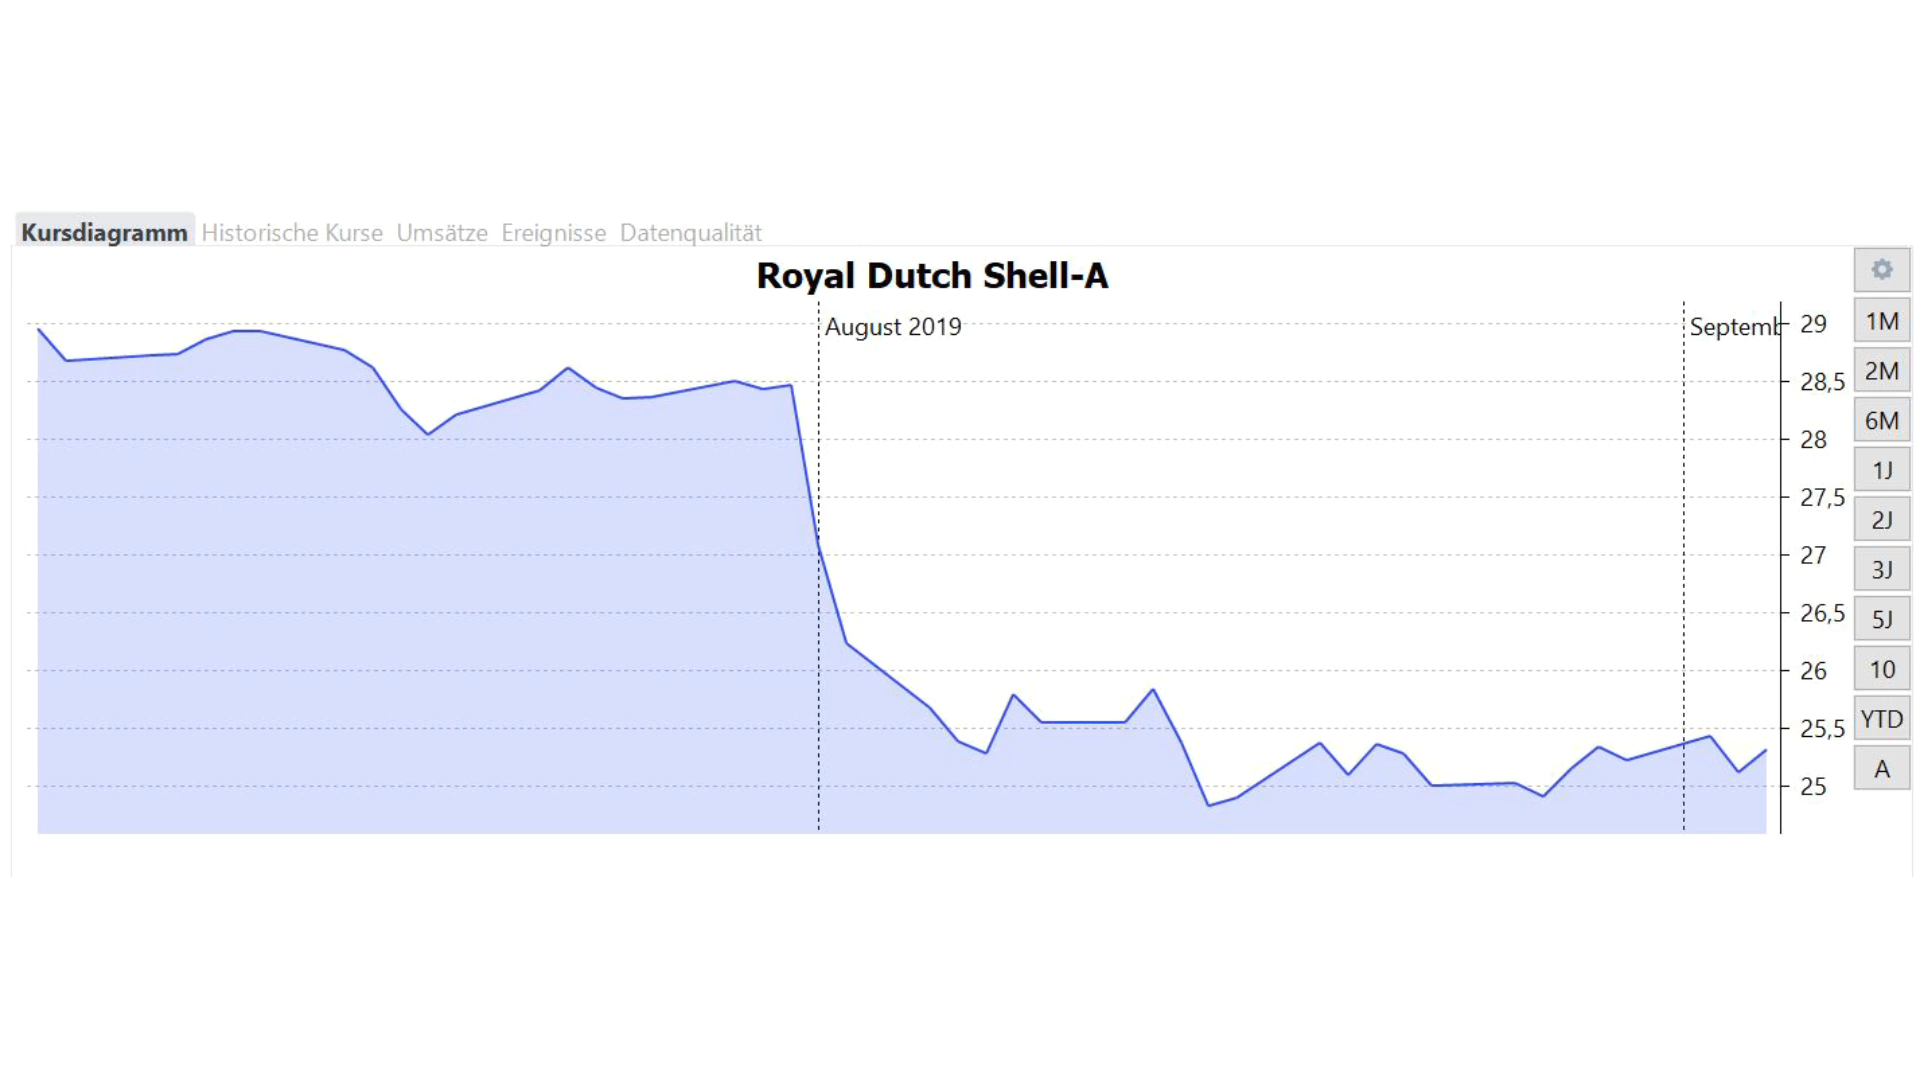 Kursdiagramm Historische Kurse Umsätze Ereignisse Datenqualität
Royal Dutch Shell-A
August 2019
Septemb
29
28,5
28
27,5
27
26,5
26
25,5
25
1M
2M
6M
1J
2J
3J
5J
10
YTD
A